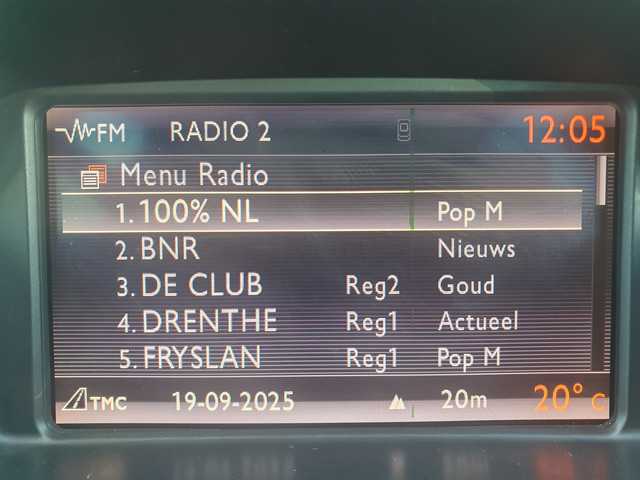 FM RADIO 2 12:05
Menu Radio
1. 100% NL Pop M
2. BNR Nieuws
3. DE CLUB Reg2 Goud
4. DRENTHE Reg1 Actueel
5. FRYSLAN Reg1 Pop M
TMC 19-09-2025 20m 20° C